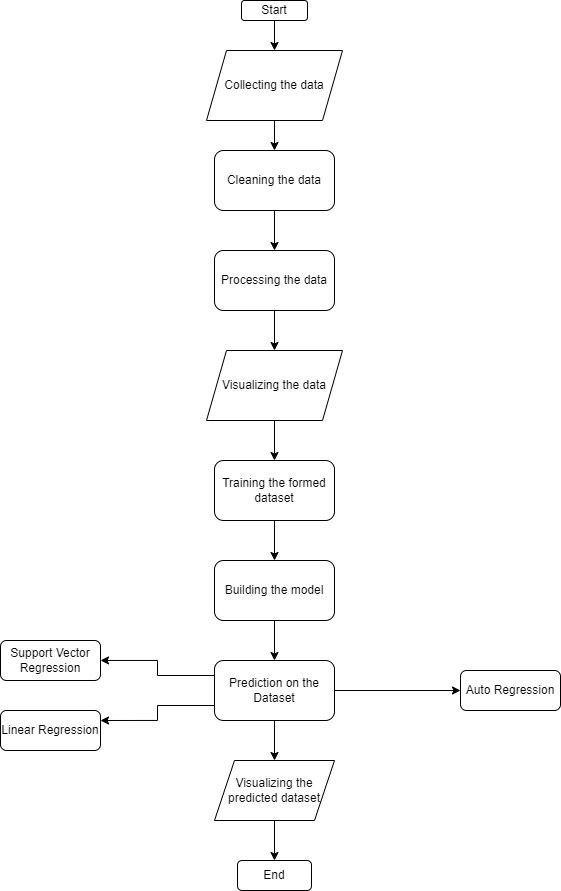 Start
Collecting the data
Cleaning the data
Processing the data
Visualizing the data
Training the formed
dataset
Building the model
Support Vector
Regression
Prediction on the
Dataset
Auto Regression
Linear Regression
Visualizing the
predicted dataset
End